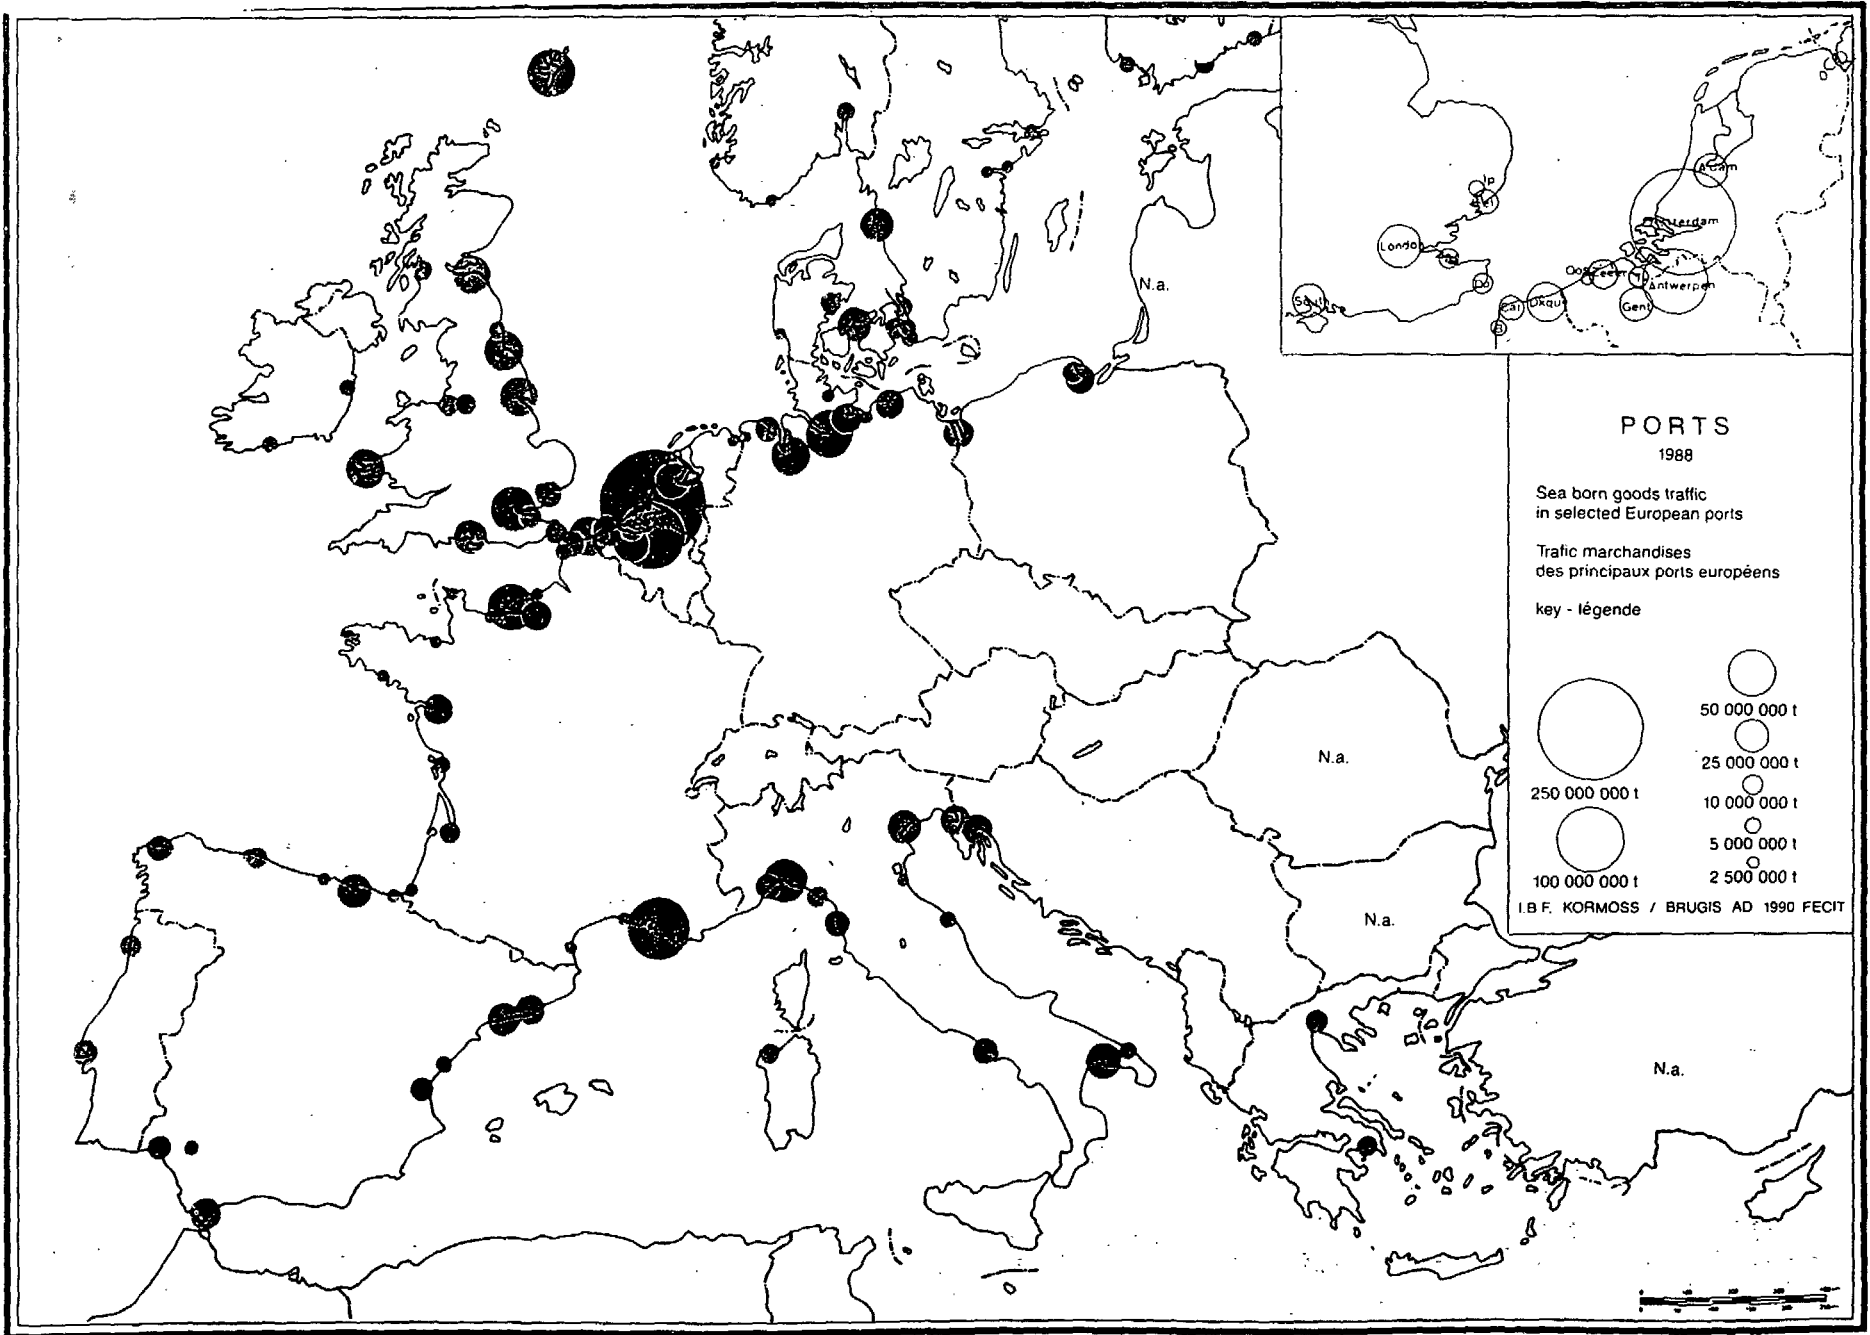 Ip
A'dam
Rotterdam
London
Do
Antwerpen
Gent
Cal
N.a.
PORTS
1988
Sea born goods traffic
in selected European ports
Trafic marchandises
des principaux ports européens
key - légende
50 000 000 t
25 000 000 t
250 000 000 t
10 000 000 t
5 000 000 t
100 000 000 t
2 500 000 t
I.B.F. KORMOSS / BRUGIS AD 1990 FECIT
N.a.
N.a.
N.a.